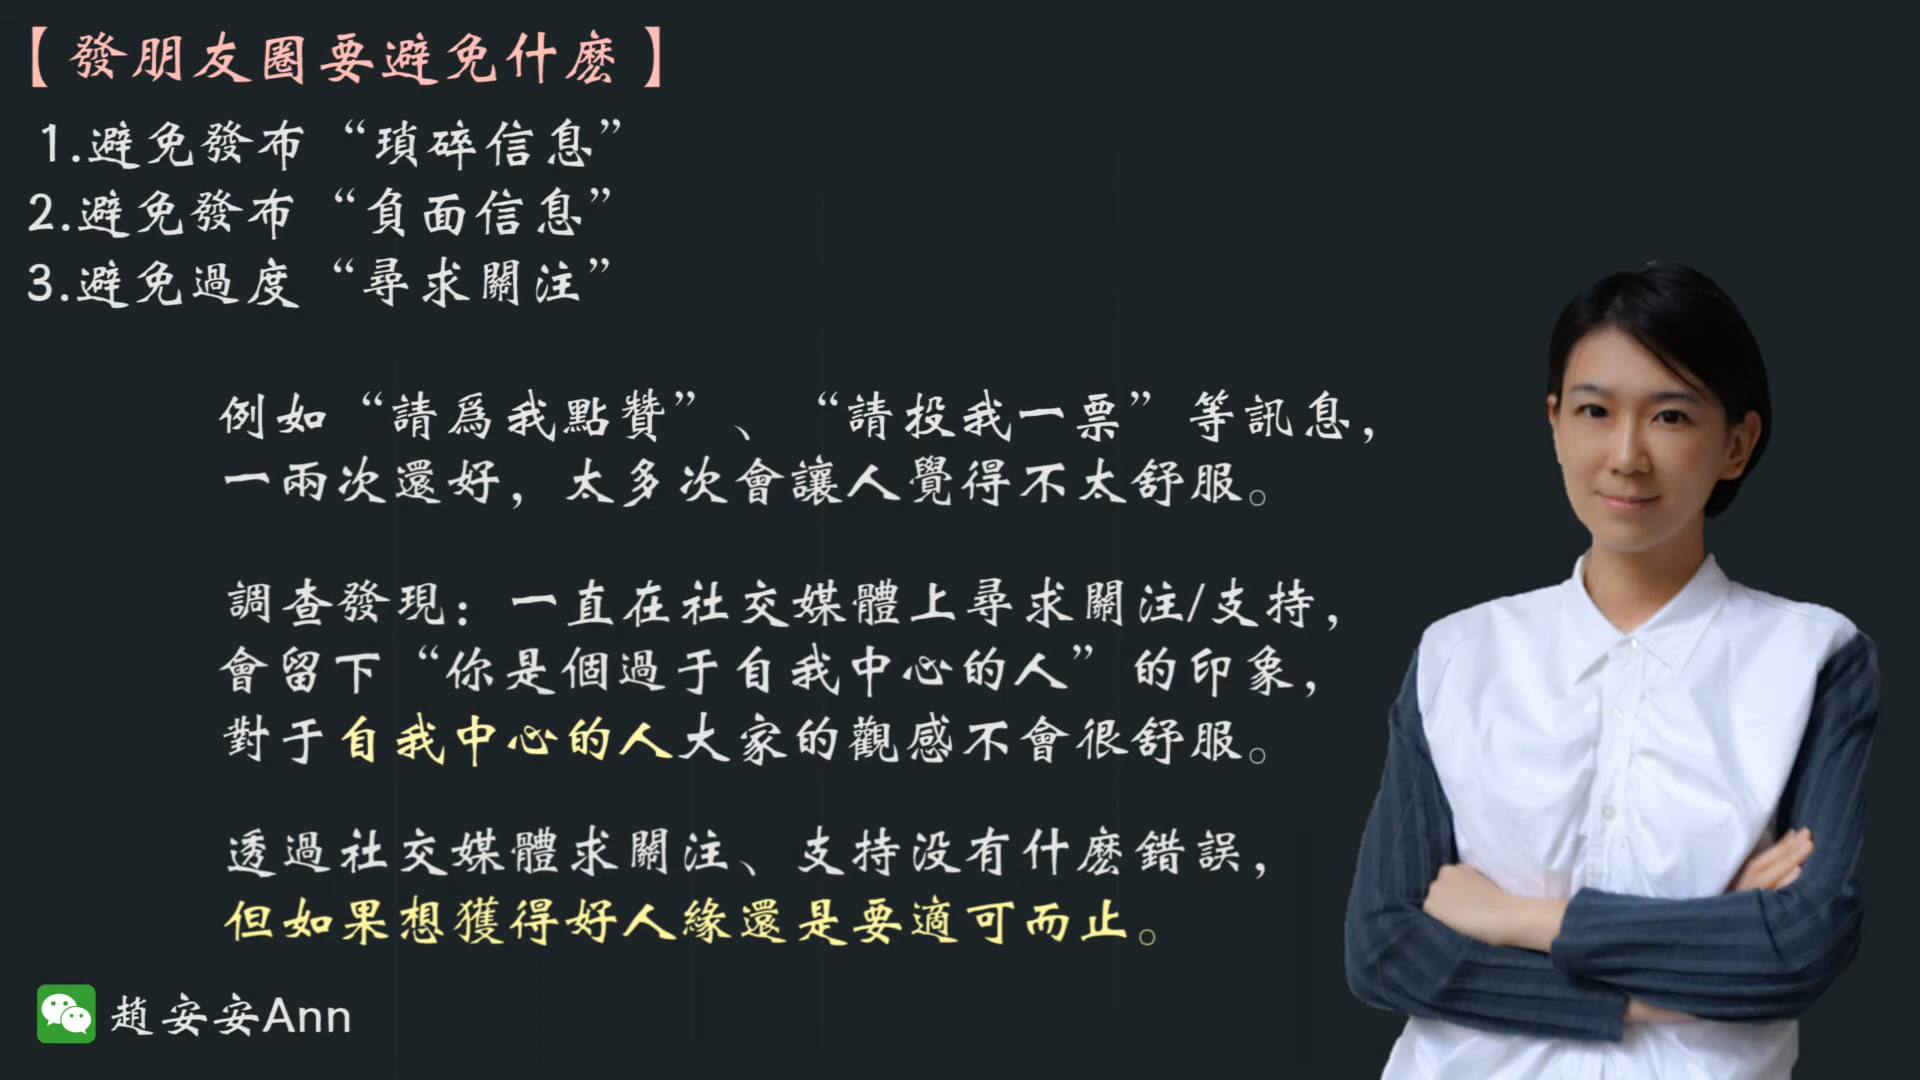 【發朋友圈要避免什麽】
1.避免發布“瑣碎信息”
2.避免發布“負面信息”
3.避免過度“尋求關注”
例如“請爲我點贊”、“請投我一票”等訊息，
一兩次還好，太多次會讓人覺得不太舒服。
調查發現：一直在社交媒體上尋求關注/支持，
會留下“你是個過于自我中心的人”的印象，
對于自我中心的人大家的觀感不會很舒服。
透過社交媒體求關注、支持没有什麽錯誤，
但如果想獲得好人緣還是要適可而止。
趙安安Ann